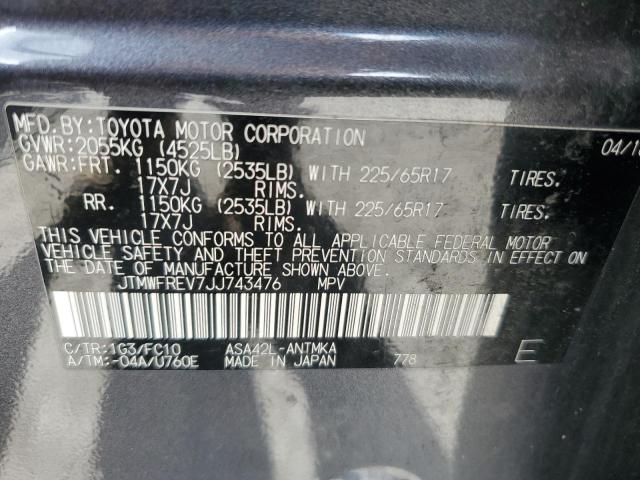 MFD.BY:TOYOTA MOTOR CORPORATION 04/18
GVWR:2055KG (4525LB)
GAWR:FRT. 1150KG (2535LB) WITH 225/65R17 TIRES.
17X7J RIMS.
RR. 1150KG (2535LB) WITH 225/65R17 TIRES.
17X7J RIMS.
THIS VEHICLE CONFORMS TO ALL APPLICABLE FEDERAL MOTOR
VEHICLE SAFETY AND THEFT PREVENTION STANDARDS IN EFFECT ON
THE DATE OF MANUFACTURE SHOWN ABOVE.
JTMWFREV7JJ743476 MPV
C/TR:1G3/FC10 ASA42L-ANTMKA
A/TM:-04A/U760E MADE IN JAPAN 778 E